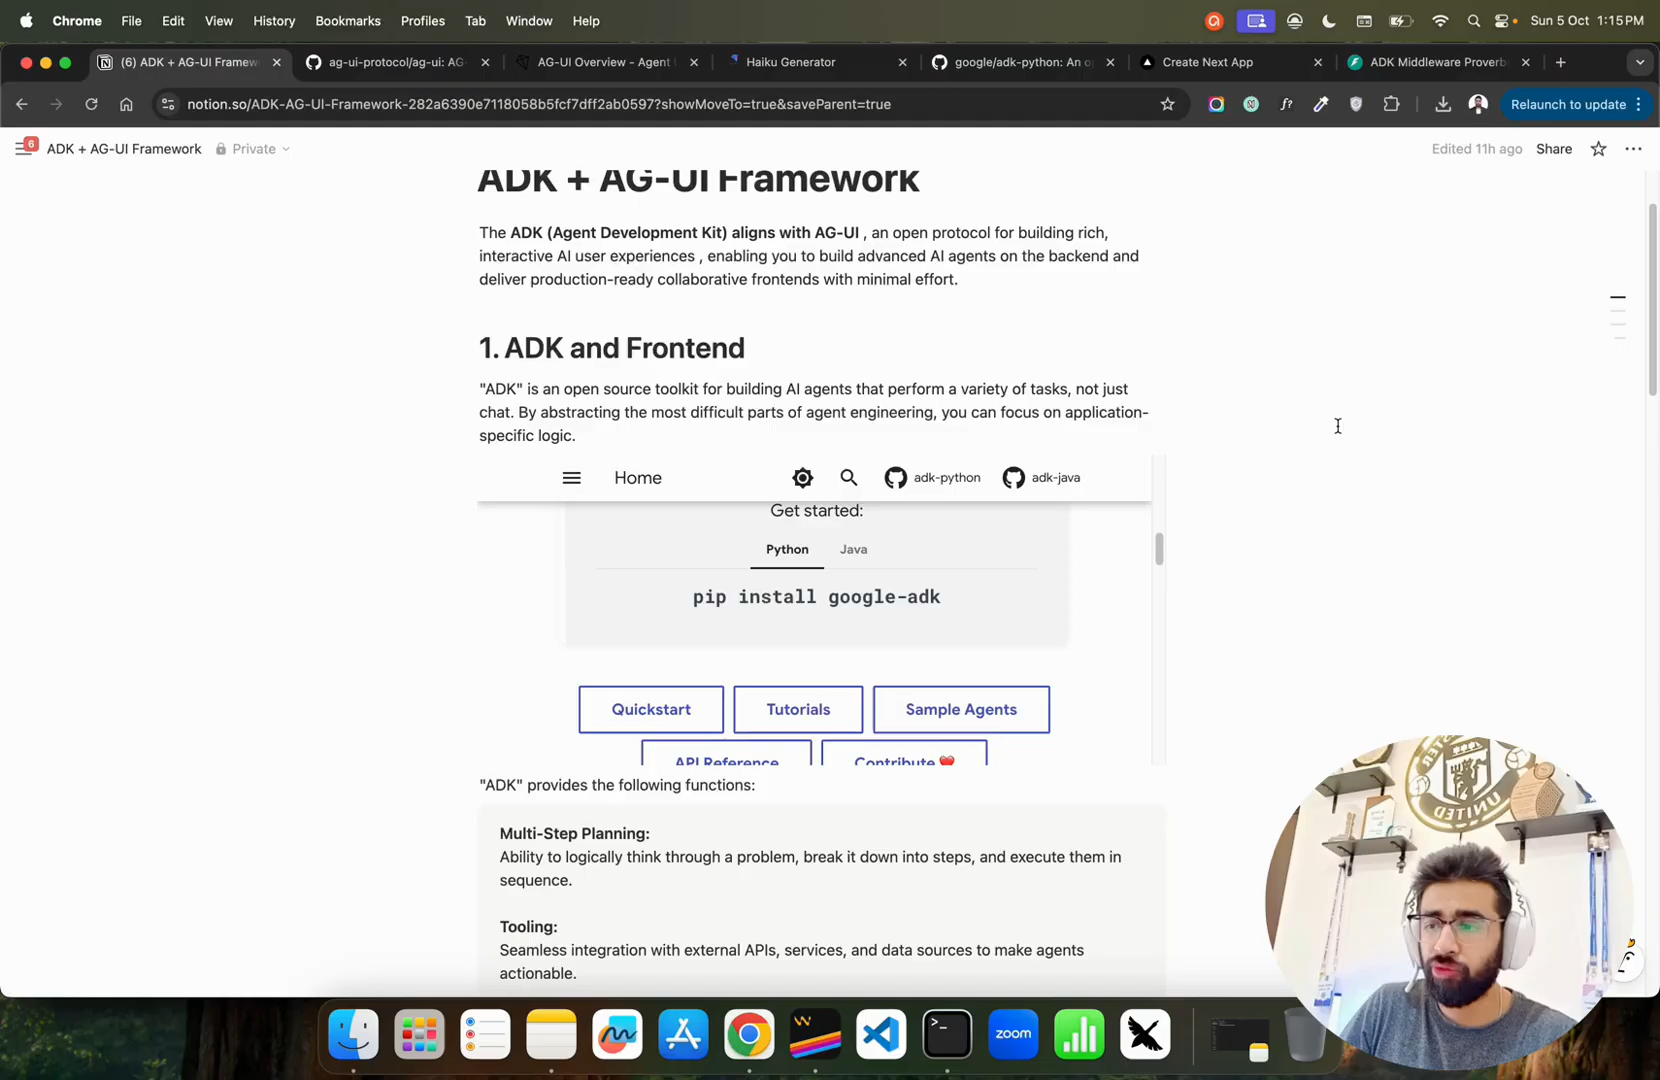 Chrome File Edit View History Bookmarks Profiles Tab Window Help Sun 5 Oct 1:15 PM
(6) ADK + AG-UI Framew ag-ui-protocol/ag-ui: AG- AG-UI Overview - Agent Haiku Generator google/adk-python: An o Create Next App ADK Middleware Proverb
notion.so/ADK-AG-UI-Framework-282a6390e7118058b5fcf7dff2ab0597?showMoveTo=true&saveParent=true f? Relaunch to update
6
ADK + AG-UI Framework Private Edited 11h ago Share
ADK + AG-UI Framework
The ADK (Agent Development Kit) aligns with AG-UI , an open protocol for building rich,
interactive AI user experiences , enabling you to build advanced AI agents on the backend and
deliver production-ready collaborative frontends with minimal effort.
1. ADK and Frontend
"ADK" is an open source toolkit for building AI agents that perform a variety of tasks, not just
chat. By abstracting the most difficult parts of agent engineering, you can focus on application-
specific logic.
Home adk-python adk-java
Get started:
Python Java
pip install google-adk
Quickstart Tutorials Sample Agents
API Reference Contribute ❤️
"ADK" provides the following functions:
Multi-Step Planning:
Ability to logically think through a problem, break it down into steps, and execute them in
sequence.
Tooling:
Seamless integration with external APIs, services, and data sources to make agents
actionable.
UNITED
zoom